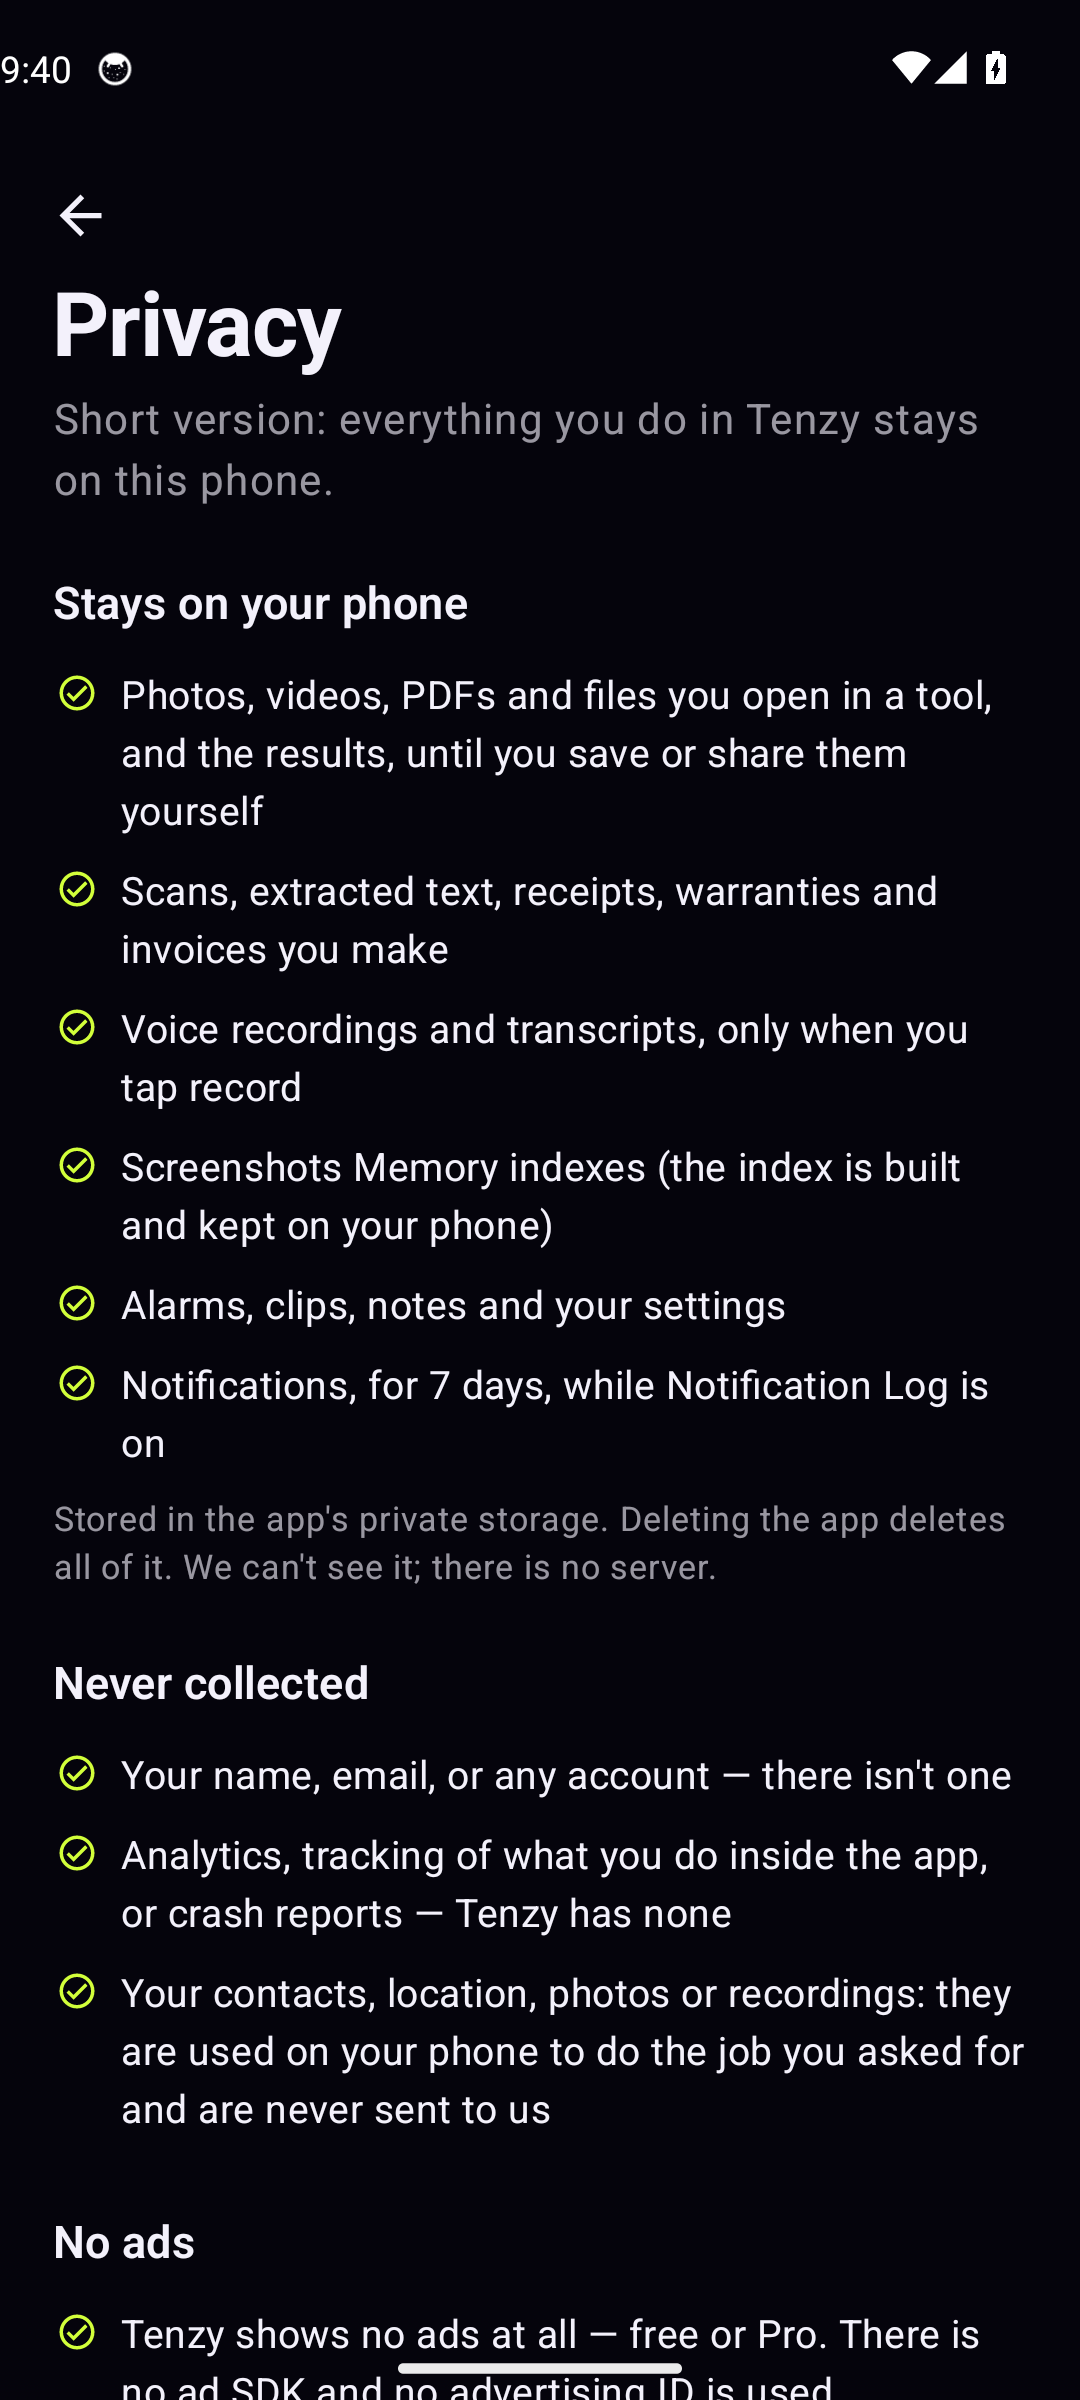 9:40
Privacy
Short version: everything you do in Tenzy stays
on this phone.
Stays on your phone
Photos, videos, PDFs and files you open in a tool,
and the results, until you save or share them
yourself
Scans, extracted text, receipts, warranties and
invoices you make
Voice recordings and transcripts, only when you
tap record
Screenshots Memory indexes (the index is built
and kept on your phone)
Alarms, clips, notes and your settings
Notifications, for 7 days, while Notification Log is
on
Stored in the app's private storage. Deleting the app deletes
all of it. We can't see it; there is no server.
Never collected
Your name, email, or any account — there isn't one
Analytics, tracking of what you do inside the app,
or crash reports — Tenzy has none
Your contacts, location, photos or recordings: they
are used on your phone to do the job you asked for
and are never sent to us
No ads
Tenzy shows no ads at all — free or Pro. There is
no ad SDK and no advertising ID is used